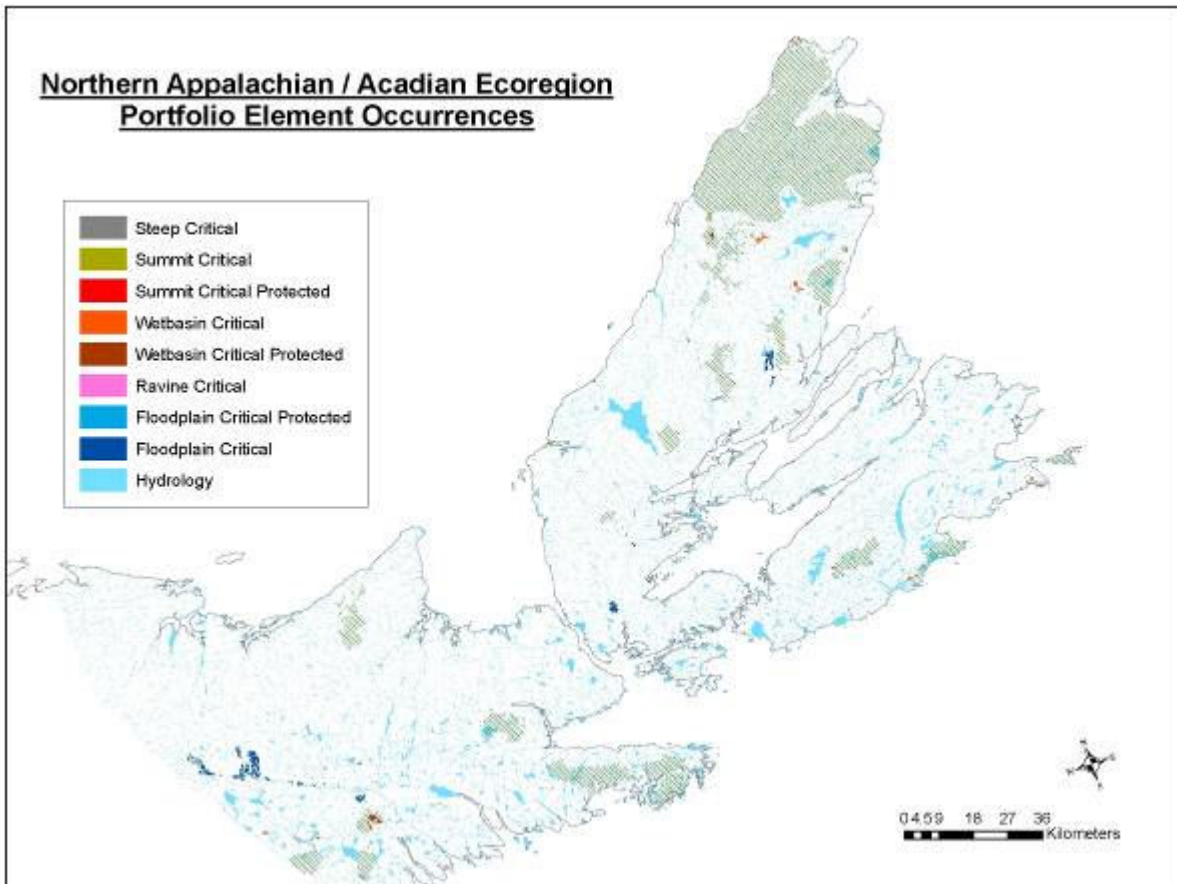 Northern Appalachian / Acadian Ecoregion
Portfolio Element Occurrences
Steep Critical
Summit Critical
Summit Critical Protected
Wetbasin Critical
Wetbasin Critical Protected
Ravine Critical
Floodplain Critical Protected
Floodplain Critical
Hydrology
0 4.5 9 18 27 36
Kilometers